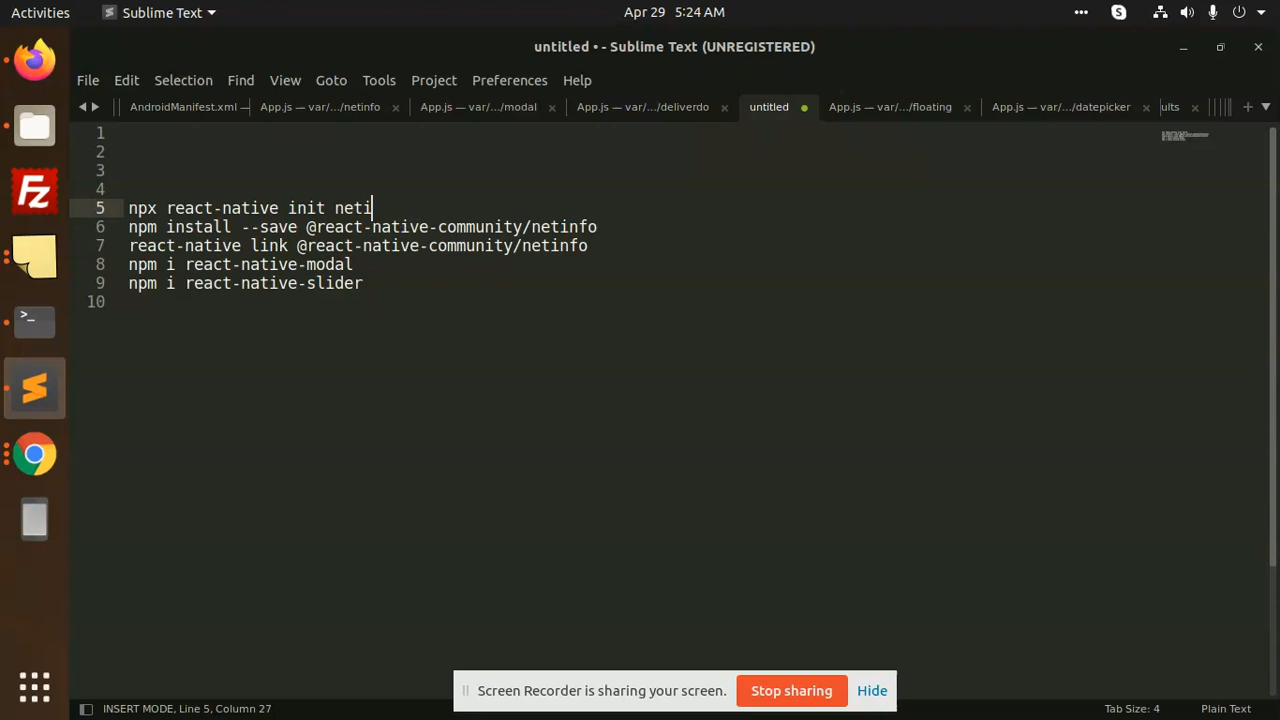 Activities Sublime Text Apr 29 5:24 AM
untitled • - Sublime Text (UNREGISTERED)
File Edit Selection Find View Goto Tools Project Preferences Help
AndroidManifest.xml — App.js — var/.../netinfo App.js — var/.../modal App.js — var/.../deliverdo untitled App.js — var/.../floating App.js — var/.../datepicker ults
1
2
3
4
5 npx react-native init neti
6 npm install --save @react-native-community/netinfo
7 react-native link @react-native-community/netinfo
8 npm i react-native-modal
9 npm i react-native-slider
10
Screen Recorder is sharing your screen. Stop sharing Hide
INSERT MODE, Line 5, Column 27 Tab Size: 4 Plain Text